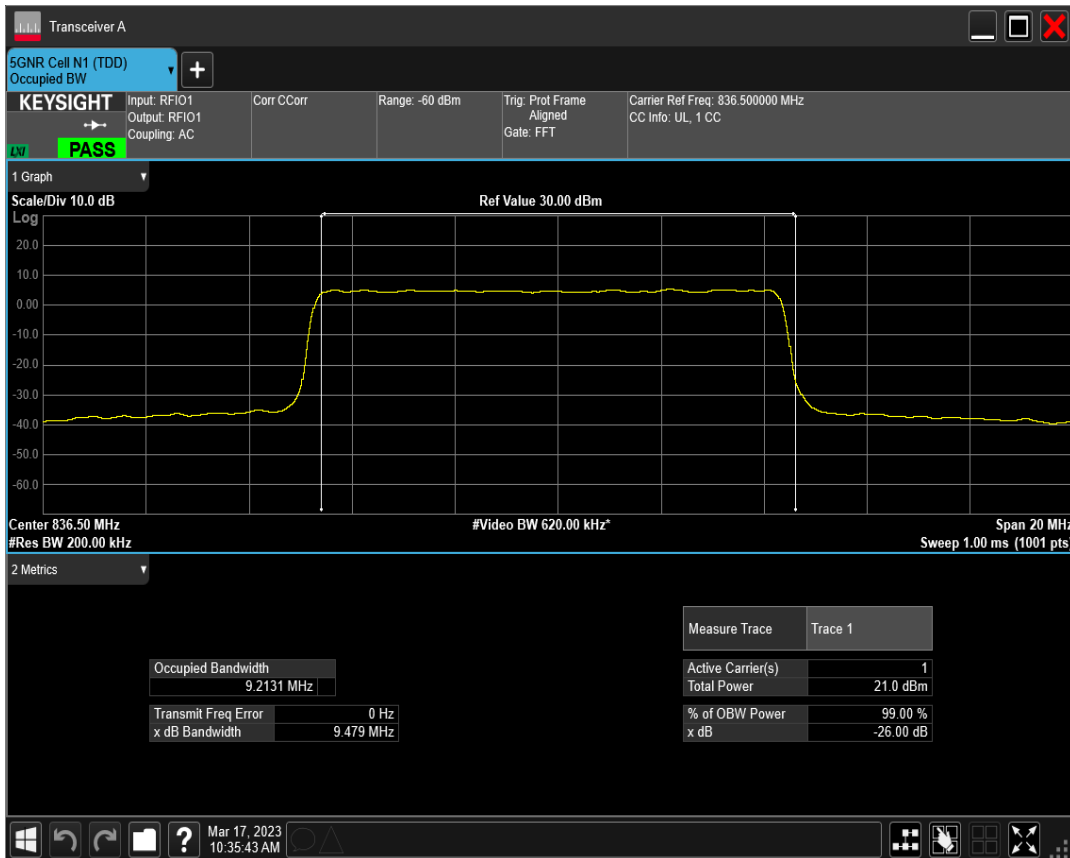 Transceiver A
5GNR Cell N1 (TDD)
Occupied BW
KEYSIGHT
LXI
PASS
Input: RFIO1
Output: RFIO1
Coupling: AC
Corr CCorr
Range: -60 dBm
Trig: Prot Frame
Aligned
Gate: FFT
Carrier Ref Freq: 836.500000 MHz
CC Info: UL, 1 CC
1 Graph
Scale/Div 10.0 dB
Ref Value 30.00 dBm
Log
20.0
10.0
0.00
-10.0
-20.0
-30.0
-40.0
-50.0
-60.0
Center 836.50 MHz
#Video BW 620.00 kHz*
Span 20 MHz
#Res BW 200.00 kHz
Sweep 1.00 ms (1001 pts)
2 Metrics
Measure Trace Trace 1
Occupied Bandwidth
9.2131 MHz
Active Carrier(s) 1
Total Power 21.0 dBm
Transmit Freq Error 0 Hz
x dB Bandwidth 9.479 MHz
% of OBW Power 99.00 %
x dB -26.00 dB
?
Mar 17, 2023
10:35:43 AM